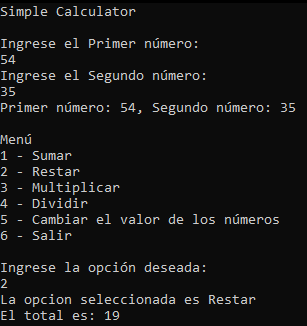 Simple Calculator
Ingrese el Primer número:
54
Ingrese el Segundo número:
35
Primer número: 54, Segundo número: 35
Menú
1 - Sumar
2 - Restar
3 - Multiplicar
4 - Dividir
5 - Cambiar el valor de los números
6 - Salir
Ingrese la opción deseada:
2
La opcion seleccionada es Restar
El total es: 19